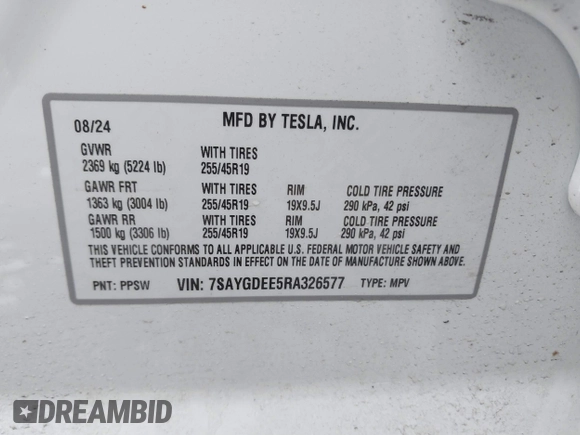 08/24 MFD BY TESLA, INC.
GVWR WITH TIRES
2369 kg (5224 lb) 255/45R19
GAWR FRT WITH TIRES RIM COLD TIRE PRESSURE
1363 kg (3004 lb) 255/45R19 19X9.5J 290 kPa, 42 psi
GAWR RR WITH TIRES RIM COLD TIRE PRESSURE
1500 kg (3306 lb) 255/45R19 19X9.5J 290 kPa, 42 psi
THIS VEHICLE CONFORMS TO ALL APPLICABLE U.S. FEDERAL MOTOR VEHICLE SAFETY AND
THEFT PREVENTION STANDARDS IN EFFECT ON THE DATE OF MANUFACTURE SHOWN ABOVE.
PNT: PPSW VIN: 7SAYGDEE5RA326577 TYPE: MPV
DREAMBID